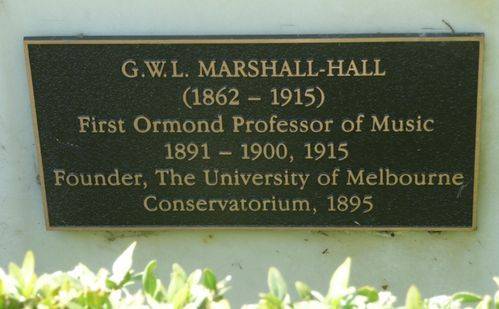 G.W.L. MARSHALL-HALL
(1862 – 1915)
First Ormond Professor of Music
1891 – 1900, 1915
Founder, The University of Melbourne
Conservatorium, 1895